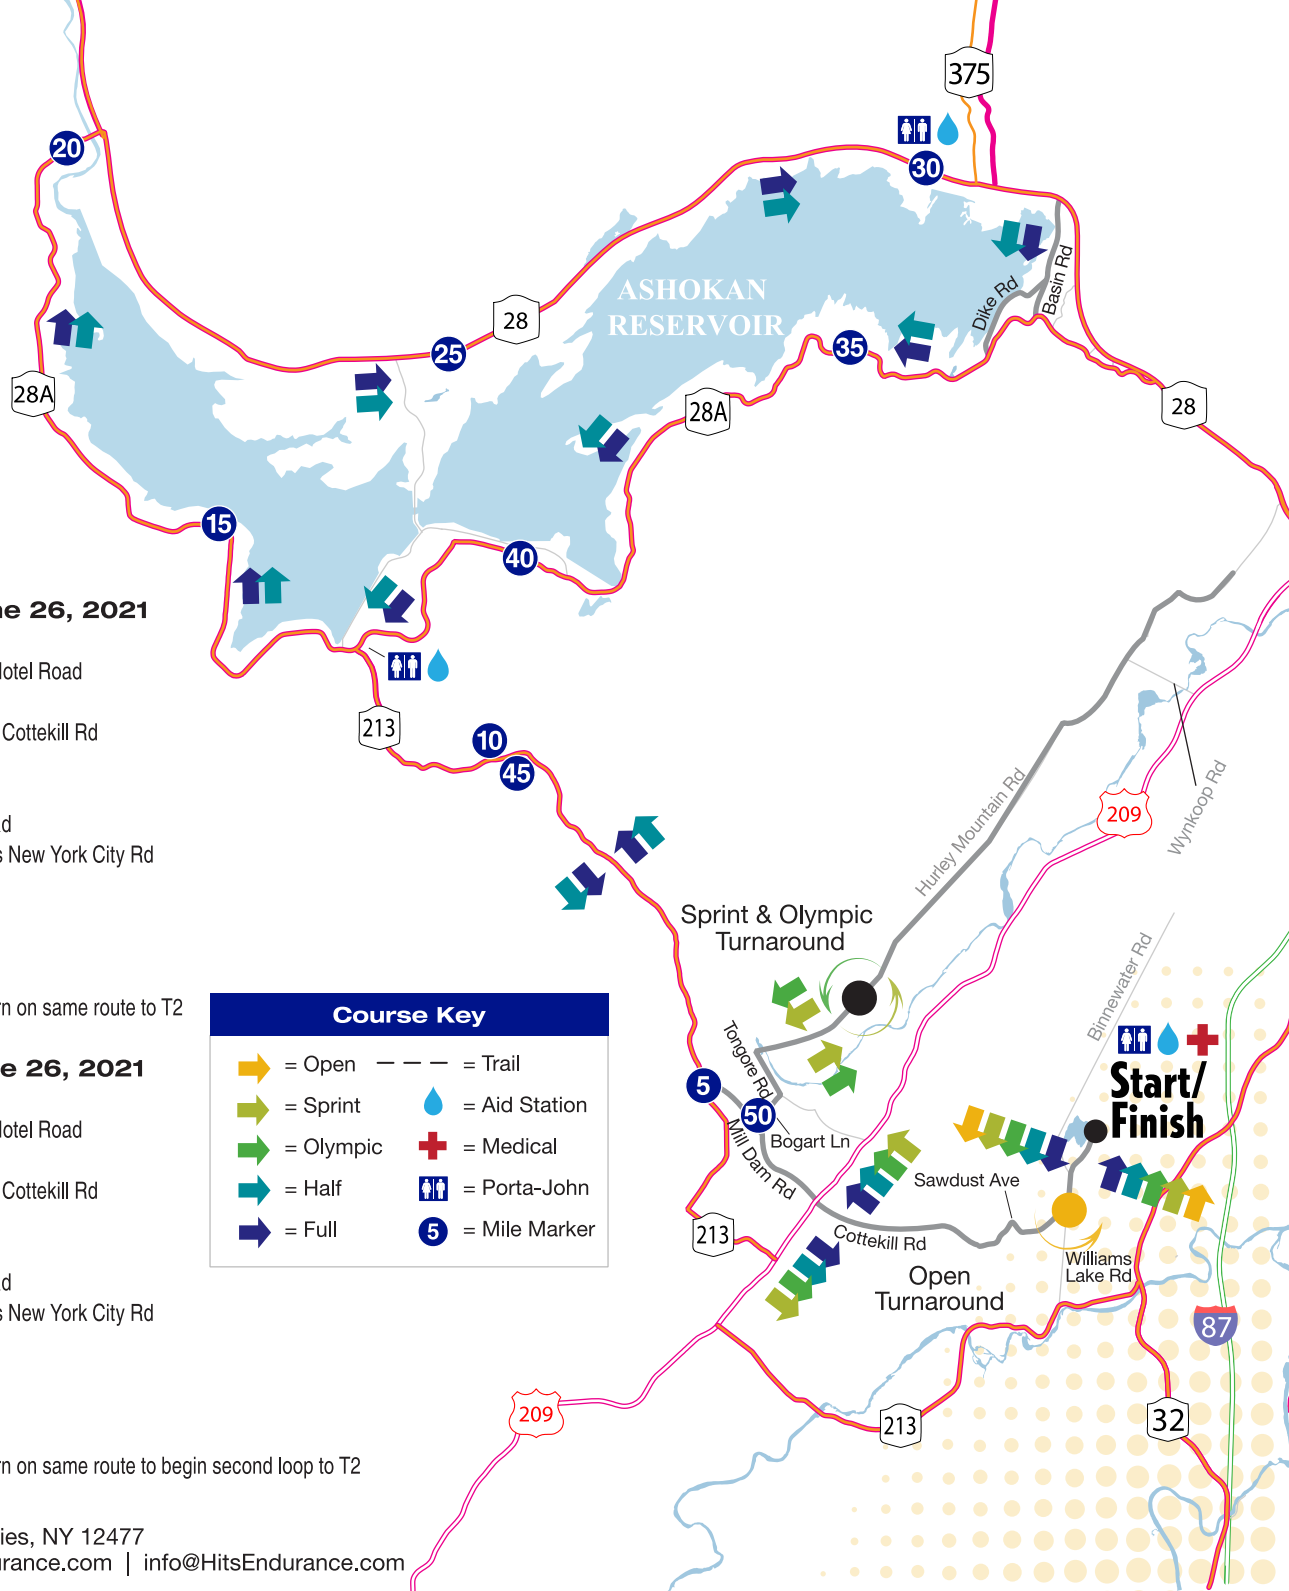 375
20
30
ASHOKAN
RESERVOIR
Dike Rd
Basin Rd
28
25
35
28A
28A
28
15
40
ne 26, 2021
Hotel Road
Cottekill Rd
213
10
45
d
s New York City Rd
Hurley Mountain Rd
209
Wynkoop Rd
Sprint & Olympic
Turnaround
Binnewater Rd
rn on same route to T2
Course Key
= Open
= Trail
= Sprint
= Aid Station
= Olympic
= Medical
= Half
= Porta-John
= Full
5
= Mile Marker
Tongore Rd
5
50
Bogart Ln
Mill Dam Rd
Start/
Finish
Sawdust Ave
213
Cottekill Rd
Williams
Lake Rd
Open
Turnaround
e 26, 2021
Hotel Road
Cottekill Rd
d
s New York City Rd
87
209
213
32
rn on same route to begin second loop to T2
ies, NY 12477
urance.com | info@HitsEndurance.com